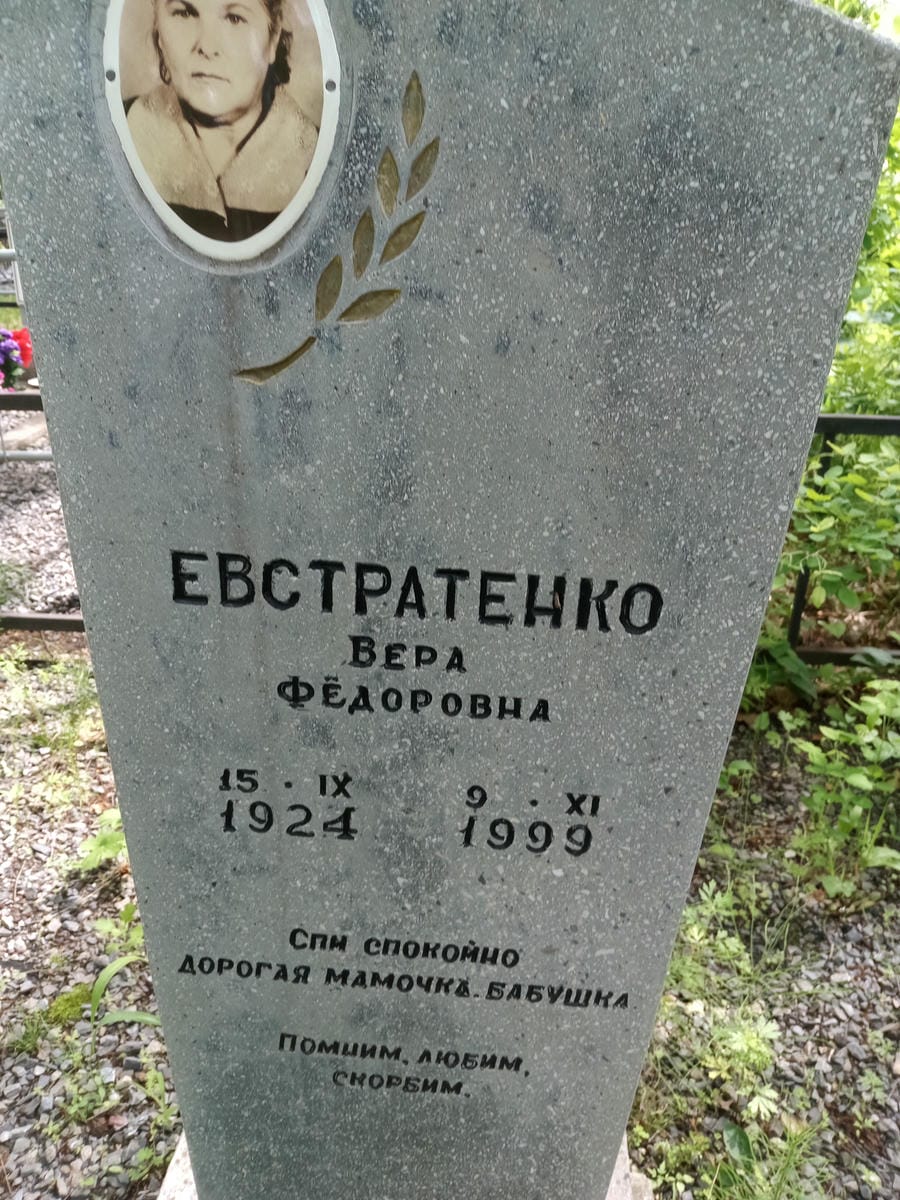 ЕВСТРАТЕНКО
ВЕРА
ФЁДОРОВНА
15 . IX 9 . XI
1924 1999
СПИ СПОКОЙНО
ДОРОГАЯ МАМОЧКА. БАБУШКА
ПОМНИМ. ЛЮБИМ,
СКОРБИМ.